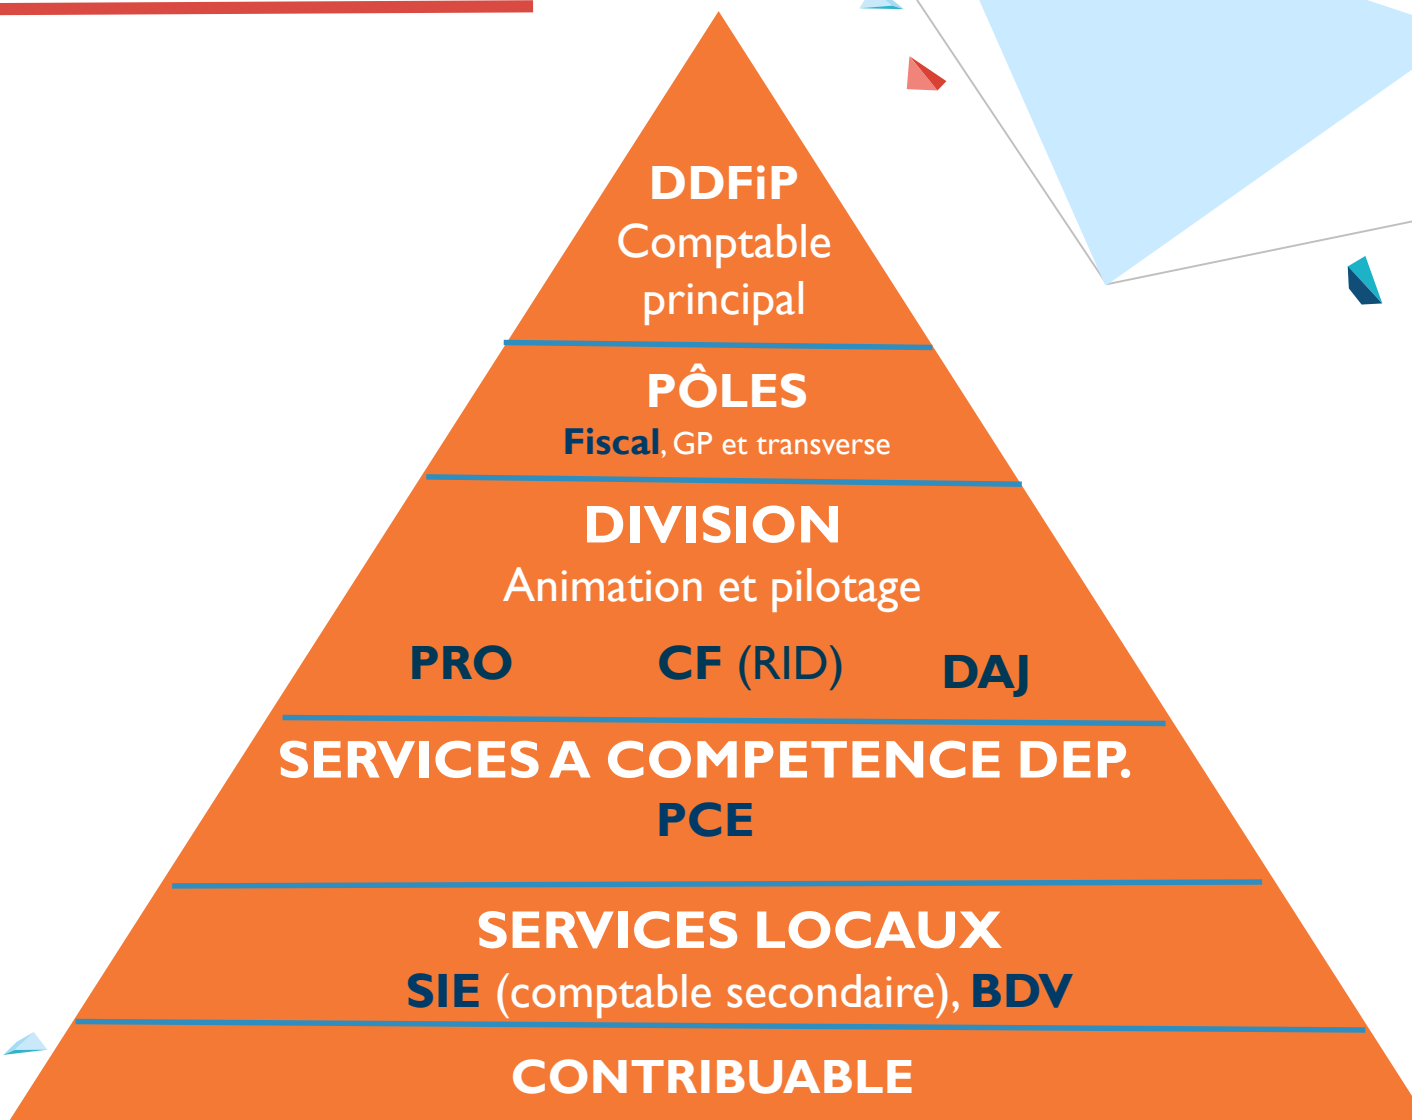 DDFiP
Comptable
principal
PÔLES
Fiscal, GP et transverse
DIVISION
Animation et pilotage
PRO CF (RID) DAJ
SERVICES A COMPETENCE DEP.
PCE
SERVICES LOCAUX
SIE (comptable secondaire), BDV
CONTRIBUABLE